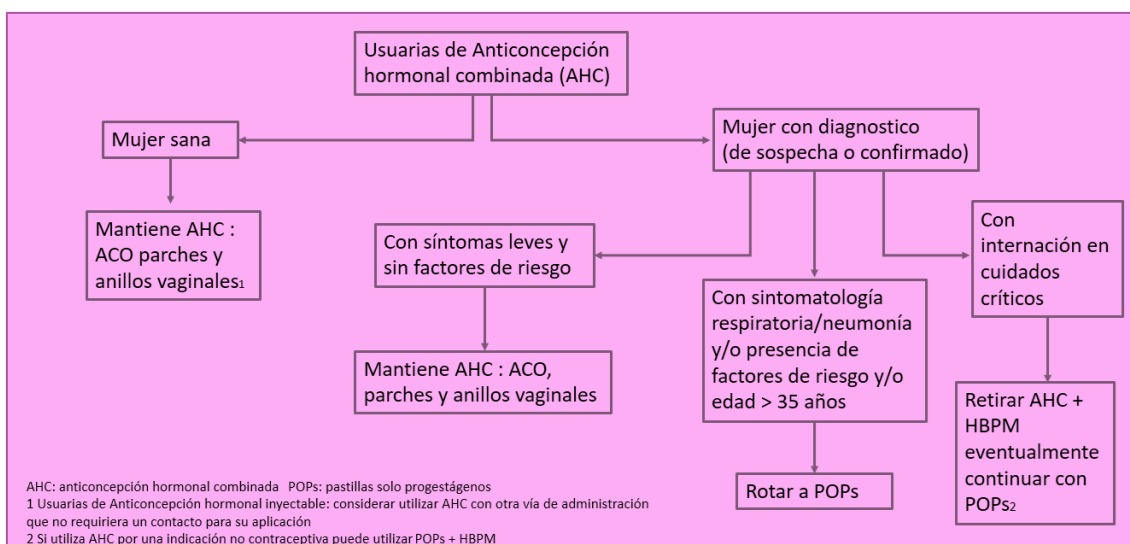 Usuarias de Anticoncepción
hormonal combinada (AHC)
Mujer sana
Mujer con diagnostico
(de sospecha o confirmado)
Mantiene AHC :
ACO parches y
anillos vaginales1
Con síntomas leves y
sin factores de riesgo
Con
internación en
cuidados
críticos
Con sintomatología
respiratoria/neumonía
y/o presencia de
factores de riesgo y/o
edad > 35 años
Mantiene AHC : ACO,
parches y anillos vaginales
Retirar AHC +
HBPM
eventualmente
continuar con
POPs2
Rotar a POPs
AHC: anticoncepción hormonal combinada POPs: pastillas solo progestágenos
1 Usuarias de Anticoncepción hormonal inyectable: considerar utilizar AHC con otra vía de administración
que no requiriera un contacto para su aplicación
2 Si utiliza AHC por una indicación no contraceptiva puede utilizar POPs + HBPM